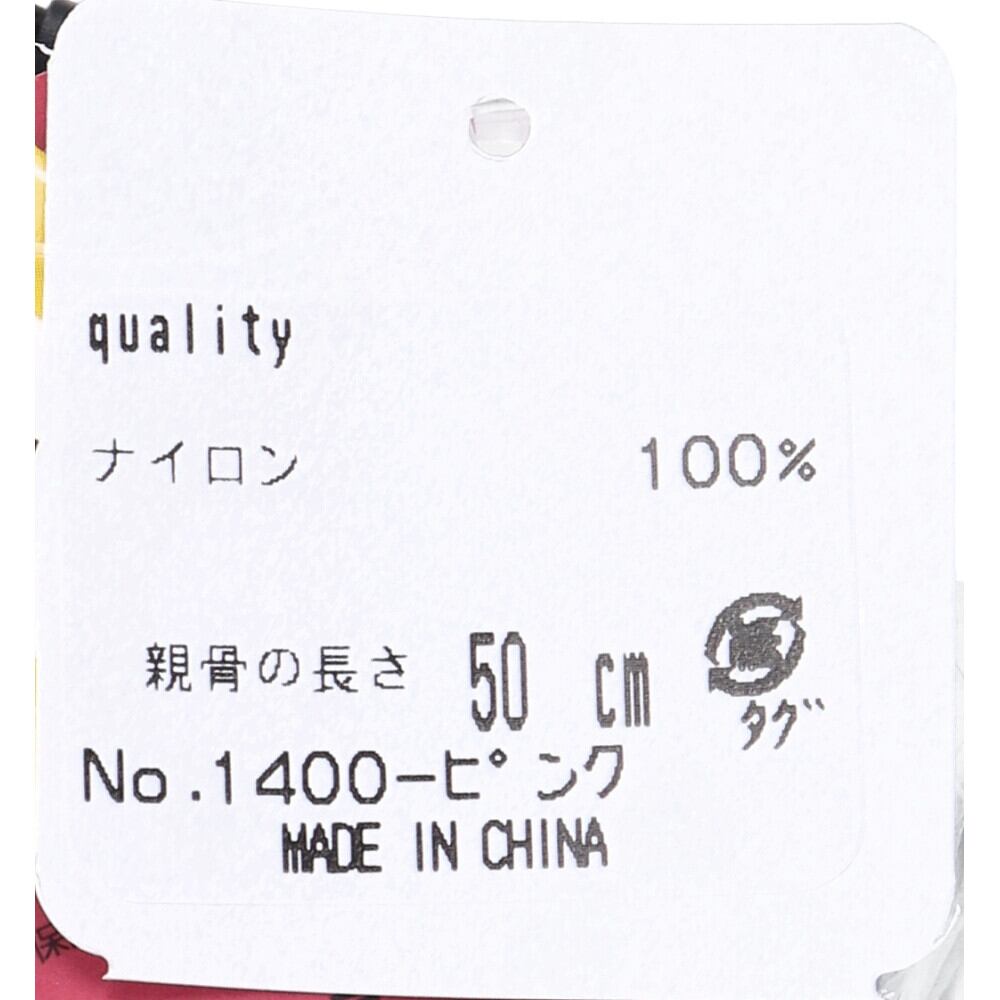 quality
ナイロン 100%
親骨の長さ 50 cm
タグ
No.1400-ピンク
MADE IN CHINA
保